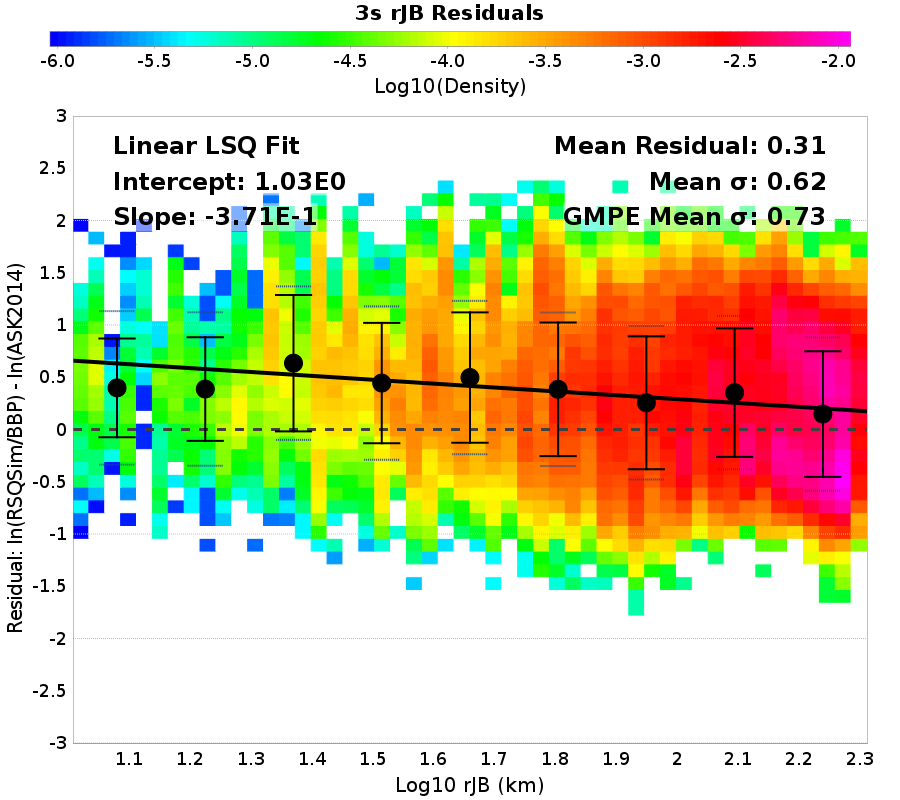 3s rJB Residuals
-6.0 -5.5 -5.0 -4.5 -4.0 -3.5 -3.0 -2.5 -2.0
Log10(Density)
Linear LSQ Fit
Intercept: 1.03E0
Slope: -3.71E-1
Mean Residual: 0.31
Mean σ: 0.62
GMPE Mean σ: 0.73
Residual: ln(RSQSim/BBP) - ln(ASK2014)
3
2.5
2
1.5
1
0.5
0
-0.5
-1
-1.5
-2
-2.5
-3
1.1 1.2 1.3 1.4 1.5 1.6 1.7 1.8 1.9 2 2.1 2.2 2.3
Log10 rJB (km)